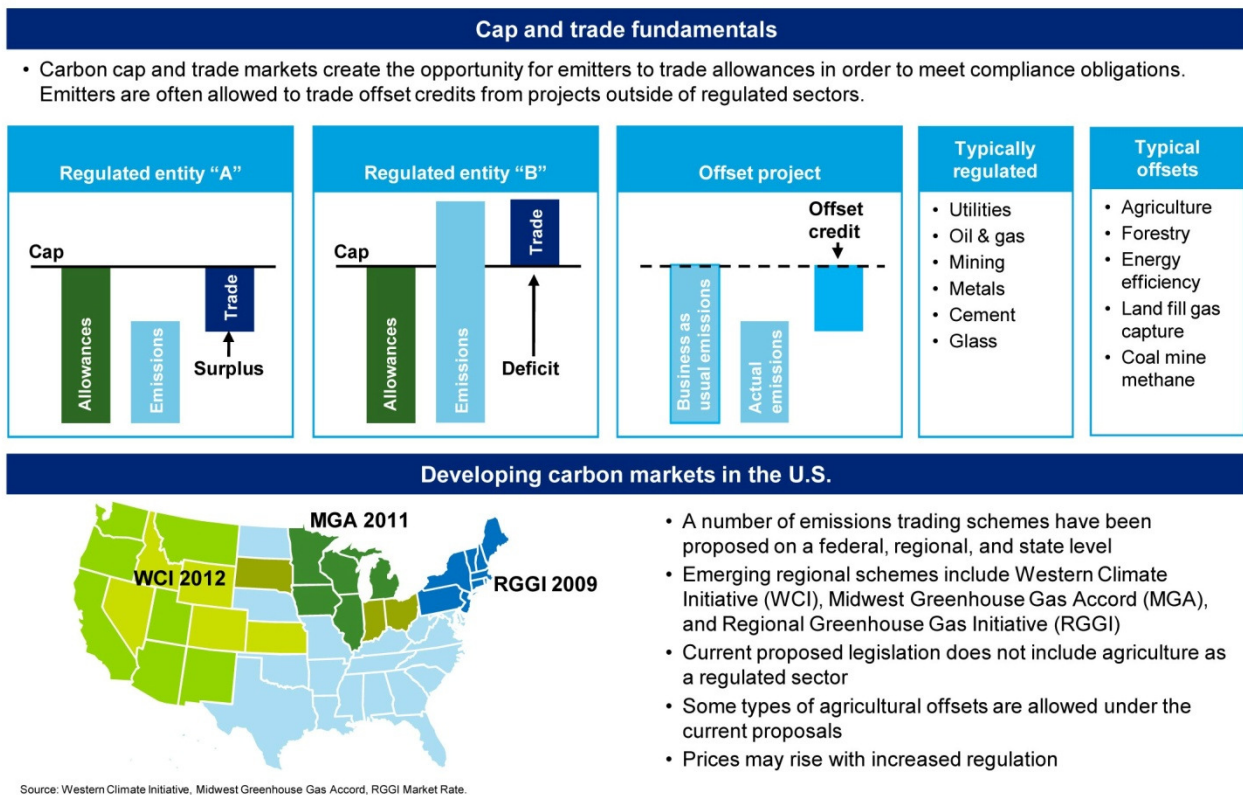 Cap and trade fundamentals
• Carbon cap and trade markets create the opportunity for emitters to trade allowances in order to meet compliance obligations.
Emitters are often allowed to trade offset credits from projects outside of regulated sectors.
Regulated entity “A”
Cap
Allowances
Emissions
Trade
Surplus
Regulated entity “B”
Cap
Allowances
Emissions
Trade
Deficit
Offset project
Offset
credit
Business as
usual emissions
Actual
emissions
Typically
regulated
• Utilities
• Oil & gas
• Mining
• Metals
• Cement
• Glass
Typical
offsets
• Agriculture
• Forestry
• Energy
efficiency
• Land fill gas
capture
• Coal mine
methane
Developing carbon markets in the U.S.
MGA 2011
WCI 2012
RGGI 2009
• A number of emissions trading schemes have been
proposed on a federal, regional, and state level
• Emerging regional schemes include Western Climate
Initiative (WCI), Midwest Greenhouse Gas Accord (MGA),
and Regional Greenhouse Gas Initiative (RGGI)
• Current proposed legislation does not include agriculture as
a regulated sector
• Some types of agricultural offsets are allowed under the
current proposals
• Prices may rise with increased regulation
Source: Western Climate Initiative, Midwest Greenhouse Gas Accord, RGGI Market Rate.